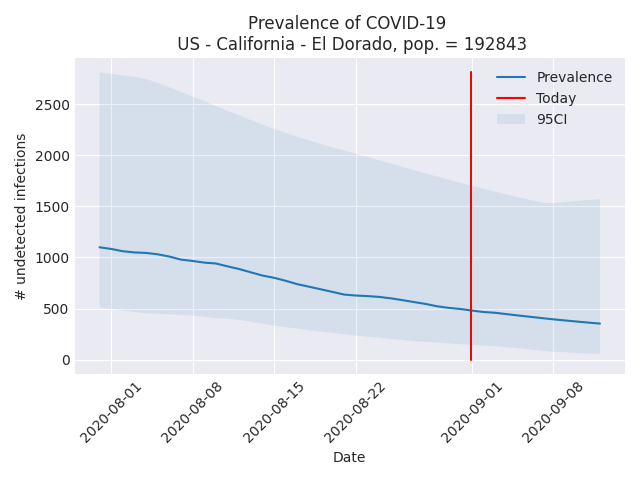 Prevalence of COVID-19
US - California - El Dorado, pop. = 192843
Prevalence
Today
95CI
2500
2000
1500
1000
500
0
# undetected infections
2020-08-01
2020-08-08
2020-08-15
2020-08-22
2020-09-01
2020-09-08
Date